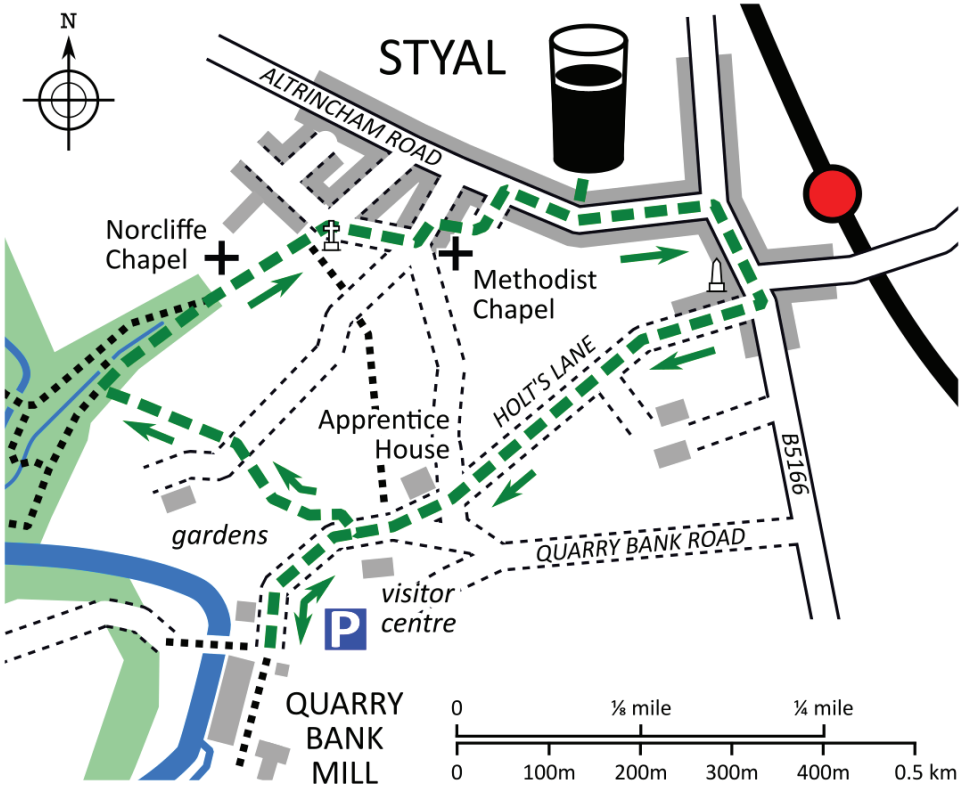 N
STYAL
ALTRINCHAM ROAD
Norcliffe
Chapel
Methodist
Chapel
HOLT'S LANE
Apprentice
House
B5166
gardens
QUARRY BANK ROAD
visitor
centre
P
QUARRY
BANK
MILL
0 ⅛ mile ¼ mile
0 100m 200m 300m 400m 0.5 km